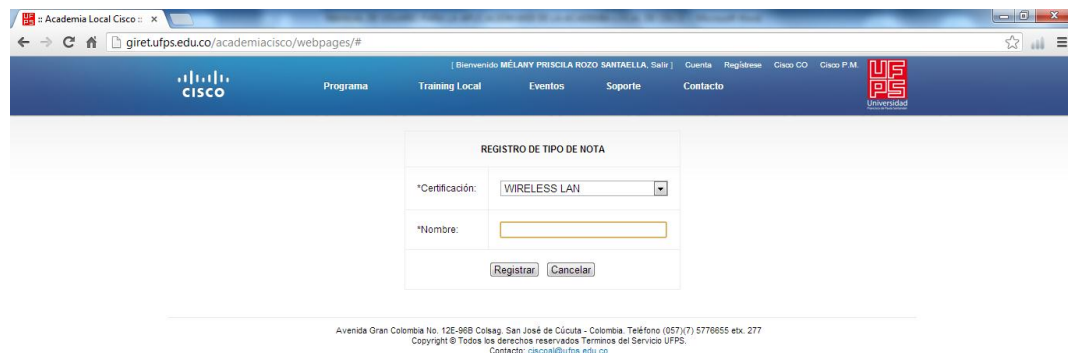 :: Academia Local Cisco ::
giret.ufps.edu.co/academiacisco/webpages/#
[ Bienvenido MÉLANY PRISCILA ROZO SANTAELLA, Salir ] Cuenta Regístrese Cisco CO Cisco P.M.
CISCO
Programa Training Local Eventos Soporte Contacto
UFPS
Universidad
REGISTRO DE TIPO DE NOTA
*Certificación: WIRELESS LAN
*Nombre:
Registrar Cancelar
Avenida Gran Colombia No. 12E-96B Colsag. San José de Cúcuta - Colombia. Teléfono (057)(7) 5776655 etx. 277
Copyright © Todos los derechos reservados Terminos del Servicio UFPS.
Contacto: ciscoal@ufps.edu.co